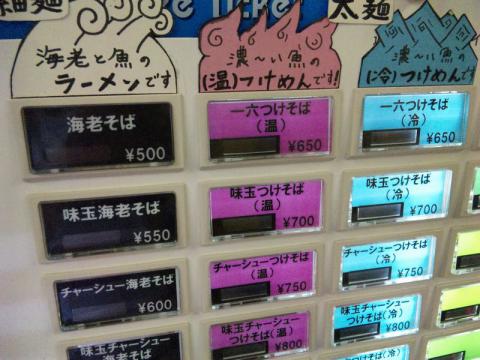 細麺
太麺
海老と魚の
ラーメンです
濃〜い魚の
(温)つけめんです!
濃〜い魚の
(冷)つけめんです
海老そば
¥500
味玉海老そば
¥550
チャーシュー海老そば
¥600
味玉チャーシュー
海老そば
一六つけそば
(温)
¥650
味玉つけそば
(温)
¥700
チャーシューつけそば
(温)
¥750
味玉チャーシュー
つけそば(温)
¥800
一六つけそば
(冷)
¥650
味玉つけそば
(冷)
¥700
チャーシューつけそば
(冷)
¥750
味玉チャーシュー
つけそば(冷)
¥800